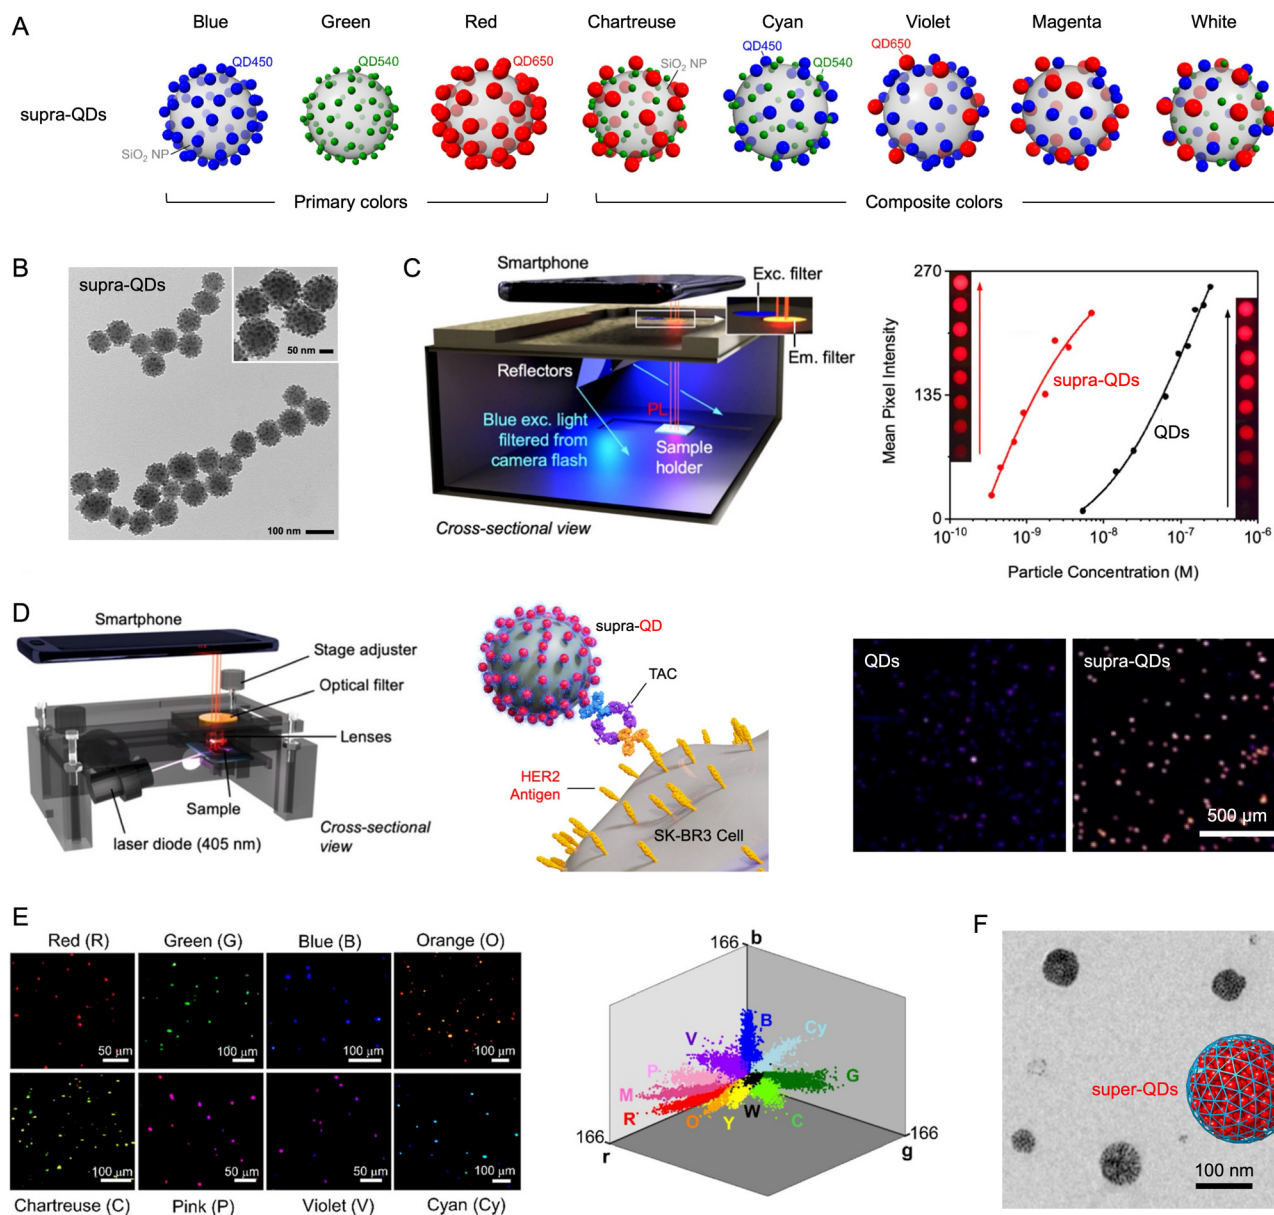 A
Blue
Green
Red
Chartreuse
Cyan
Violet
Magenta
White
supra-QDs
QD450
QD540
QD650
SiO₂ NP
QD450
QD540
QD650
SiO₂ NP
Primary colors
Composite colors
B
supra-QDs
50 nm
100 nm
C
Smartphone
Exc. filter
Em. filter
Reflectors
PL
Blue exc. light
filtered from
camera flash
Sample
holder
Cross-sectional view
Mean Pixel Intensity
270
135
0
supra-QDs
QDs
10⁻¹⁰
10⁻⁹
10⁻⁸
10⁻⁷
10⁻⁶
Particle Concentration (M)
D
Smartphone
Stage adjuster
Optical filter
Lenses
Sample
laser diode (405 nm)
Cross-sectional
view
supra-QD
TAC
HER2
Antigen
SK-BR3 Cell
QDs
supra-QDs
500 µm
E
Red (R)
Green (G)
Blue (B)
Orange (O)
50 µm
100 µm
100 µm
100 µm
100 µm
50 µm
50 µm
100 µm
Chartreuse (C)
Pink (P)
Violet (V)
Cyan (Cy)
166
b
B
Cy
V
P
G
M
R
O
Y
W
C
166
r
166
g
F
super-QDs
100 nm